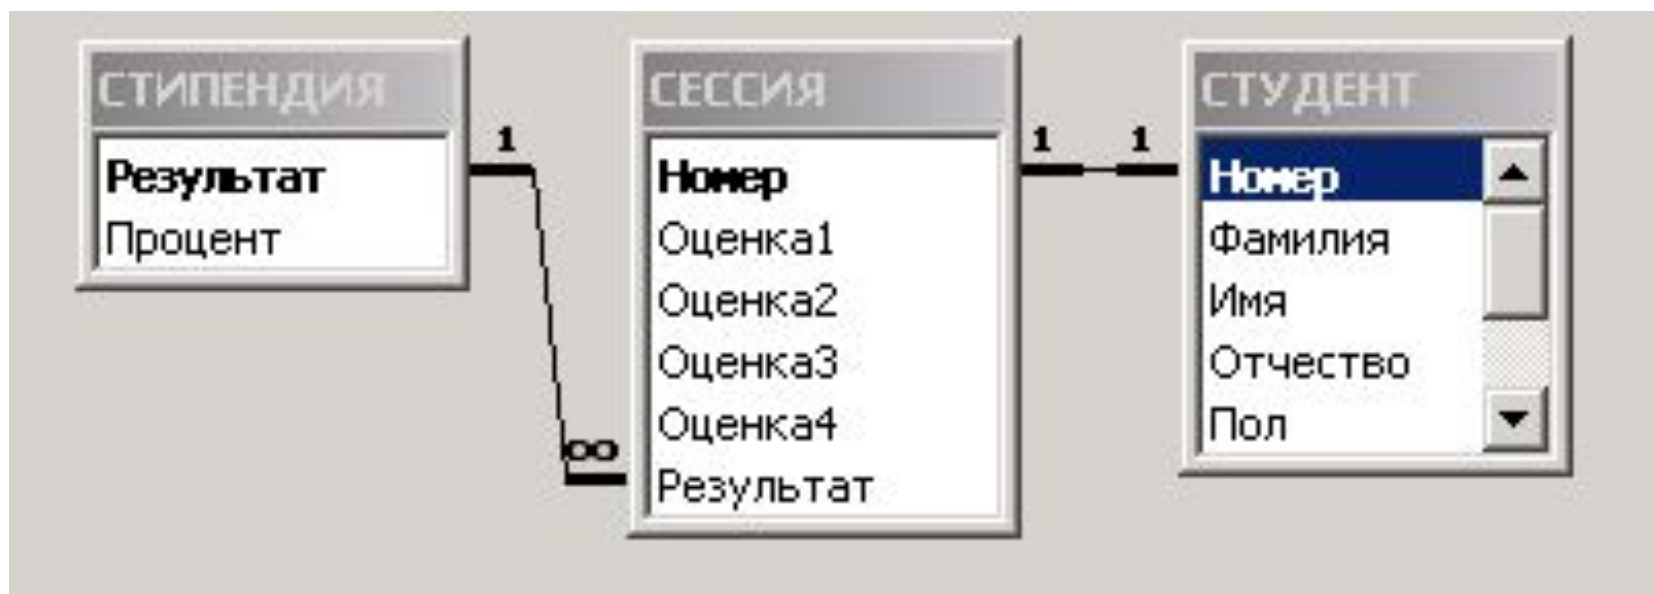 СТИПЕНДИЯ
Результат
Процент
1
∞
СЕССИЯ
Номер
Оценка1
Оценка2
Оценка3
Оценка4
Результат
1
1
СТУДЕНТ
Номер
Фамилия
Имя
Отчество
Пол